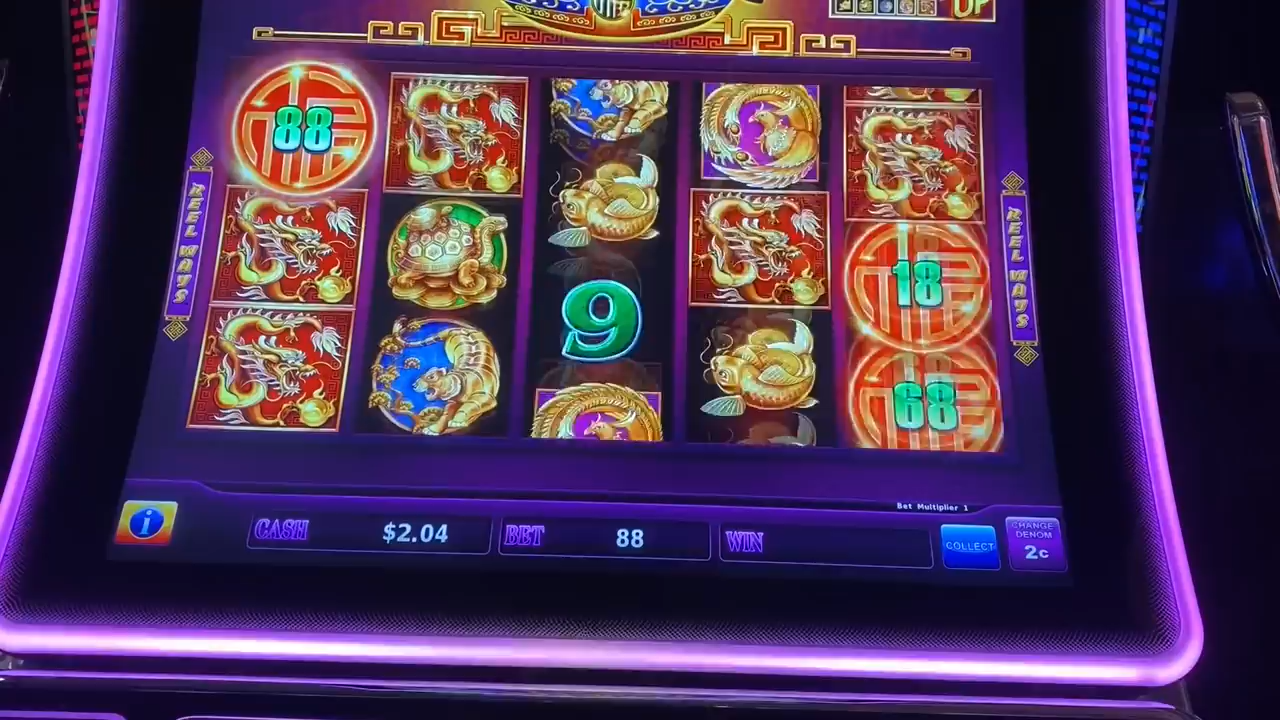 UP
88
REEL WAYS
9
18
REEL WAYS
68
Bet Multiplier 1
i
CASH $2.04 BET 88 WIN
COLLECT
CHANGE
DENOM
2¢